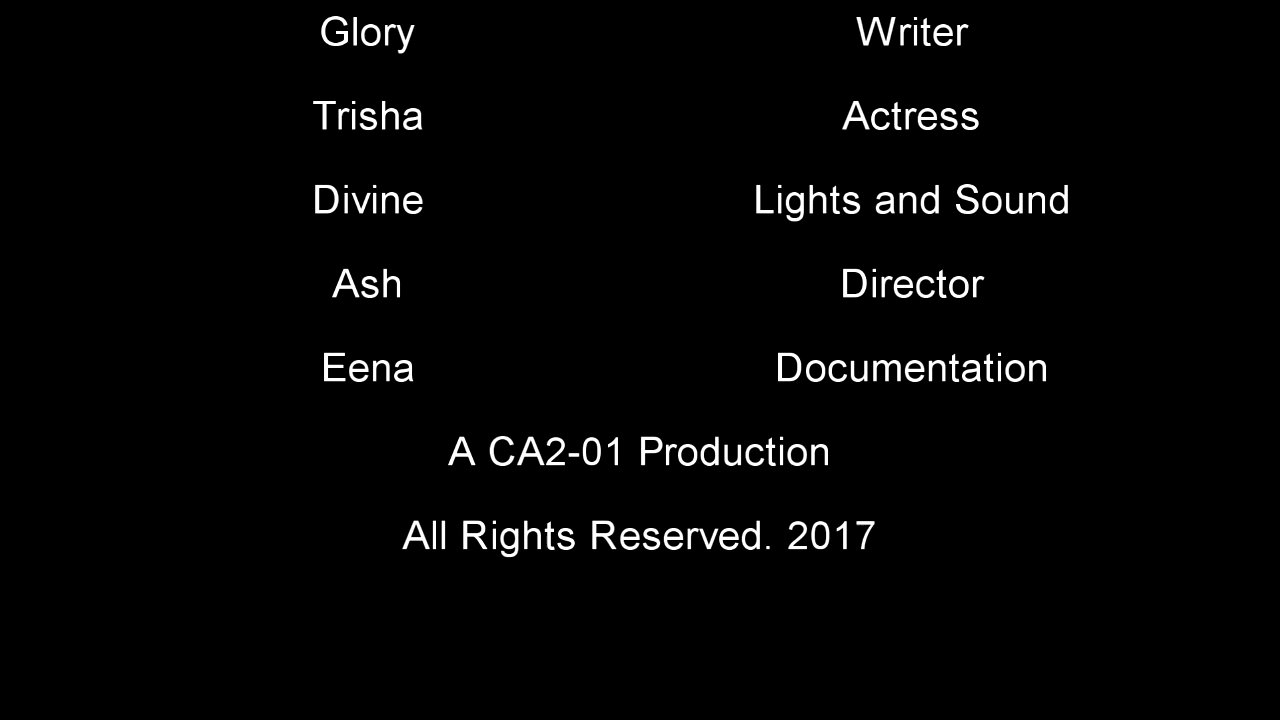 Glory Writer
Trisha Actress
Divine Lights and Sound
Ash Director
Eena Documentation
A CA2-01 Production
All Rights Reserved. 2017